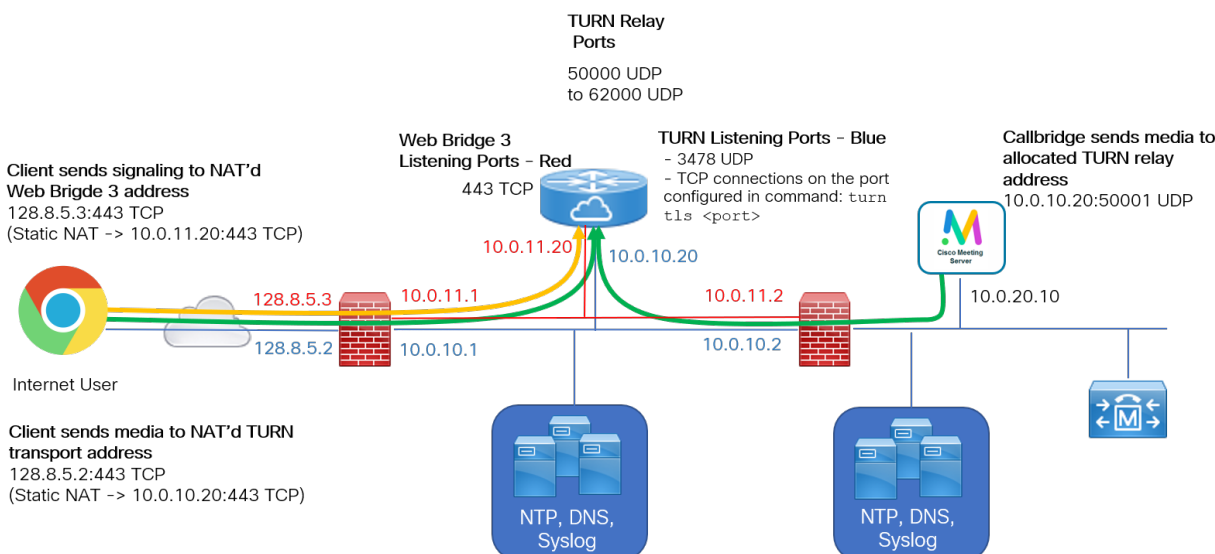 TURN Relay
Ports
50000 UDP
to 62000 UDP
Client sends signaling to NAT'd
Web Brigde 3 address
128.8.5.3:443 TCP
(Static NAT -> 10.0.11.20:443 TCP)
Web Bridge 3
Listening Ports - Red
443 TCP
TURN Listening Ports - Blue
- 3478 UDP
- TCP connections on the port
configured in command: turn
tls <port>
Callbridge sends media to
allocated TURN relay
address
10.0.10.20:50001 UDP
Cisco Meeting
Server
10.0.11.20
10.0.10.20
128.8.5.3
10.0.11.1
10.0.11.2
10.0.20.10
128.8.5.2
10.0.10.1
10.0.10.2
Internet User
M
Client sends media to NAT'd TURN
transport address
128.8.5.2:443 TCP
(Static NAT -> 10.0.10.20:443 TCP)
NTP, DNS,
Syslog
NTP, DNS,
Syslog